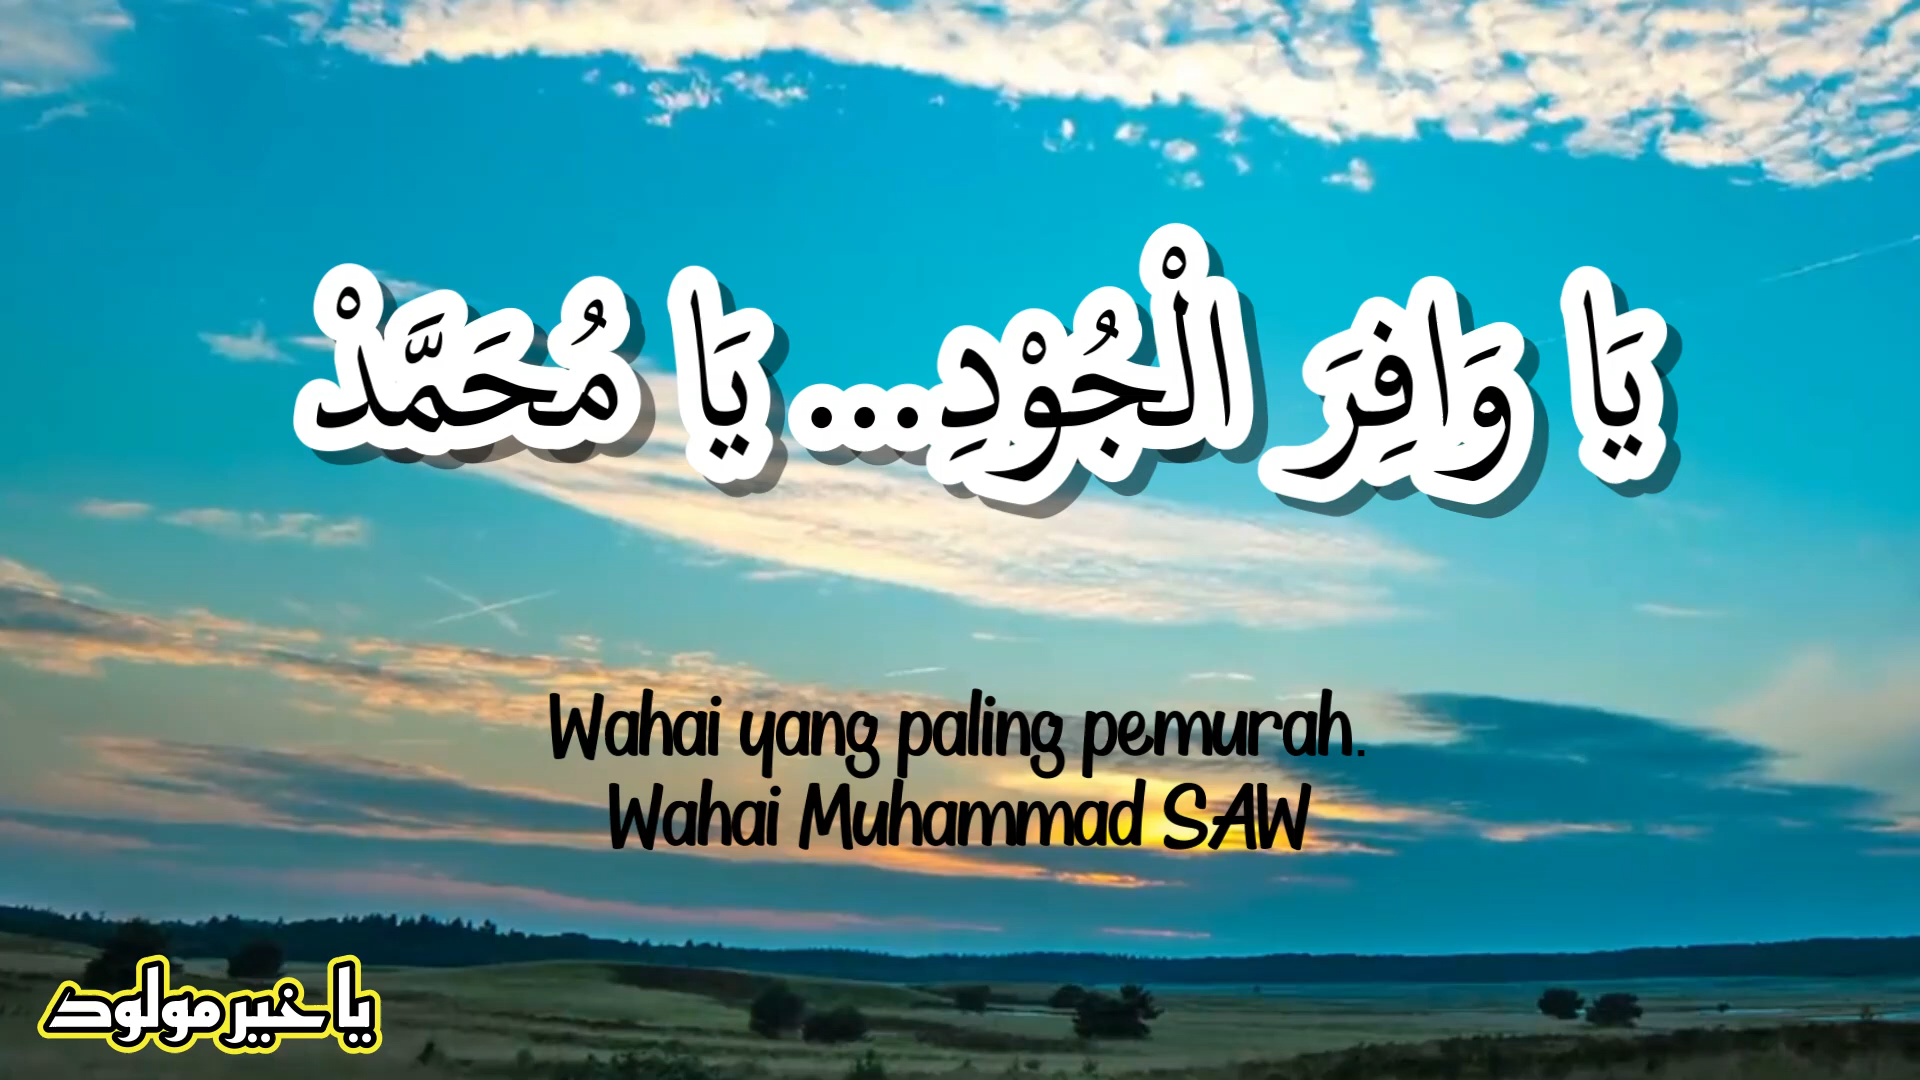 يَا وَافِرَ الْجُوْدِ... يَا مُحَمَّدْ
Wahai yang paling pemurah.
Wahai Muhammad SAW
يا خير مولود